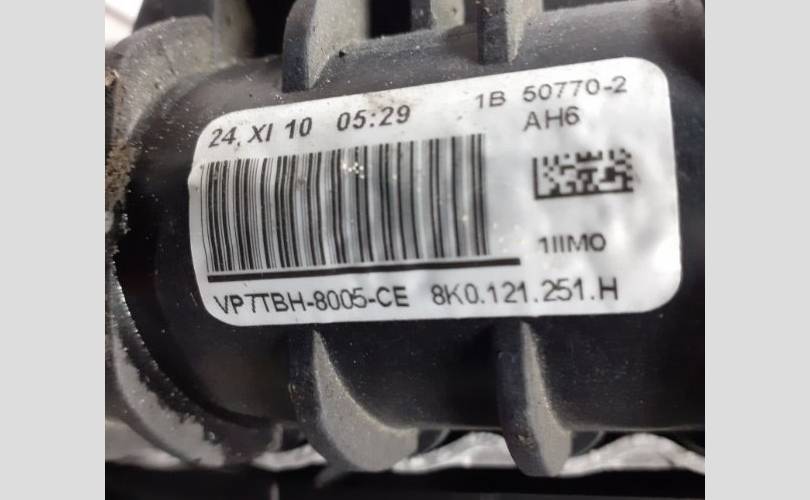 24. XI 10 05:29
1B 50770-2
AH6
1IIM0
VP7TBH-8005-CE 8K0.121.251.H